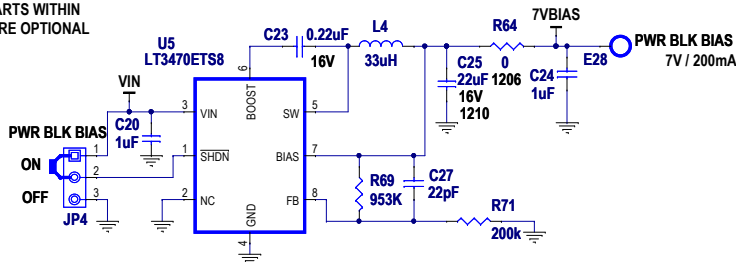 ARTS WITHIN
RE OPTIONAL
U5
LT3470ETS8
C23
0.22uF
16V
L4
33uH
R64
0
1206
7VBIAS
E28
PWR BLK BIAS
7V / 200mA
C25
22uF
16V
1210
C24
1uF
VIN
C20
1uF
PWR BLK BIAS
ON
OFF
JP4
1
2
3
3
VIN
1
SHDN
2
NC
6
BOOST
SW
5
BIAS
7
FB
8
GND
4
R69
953K
C27
22pF
R71
200k